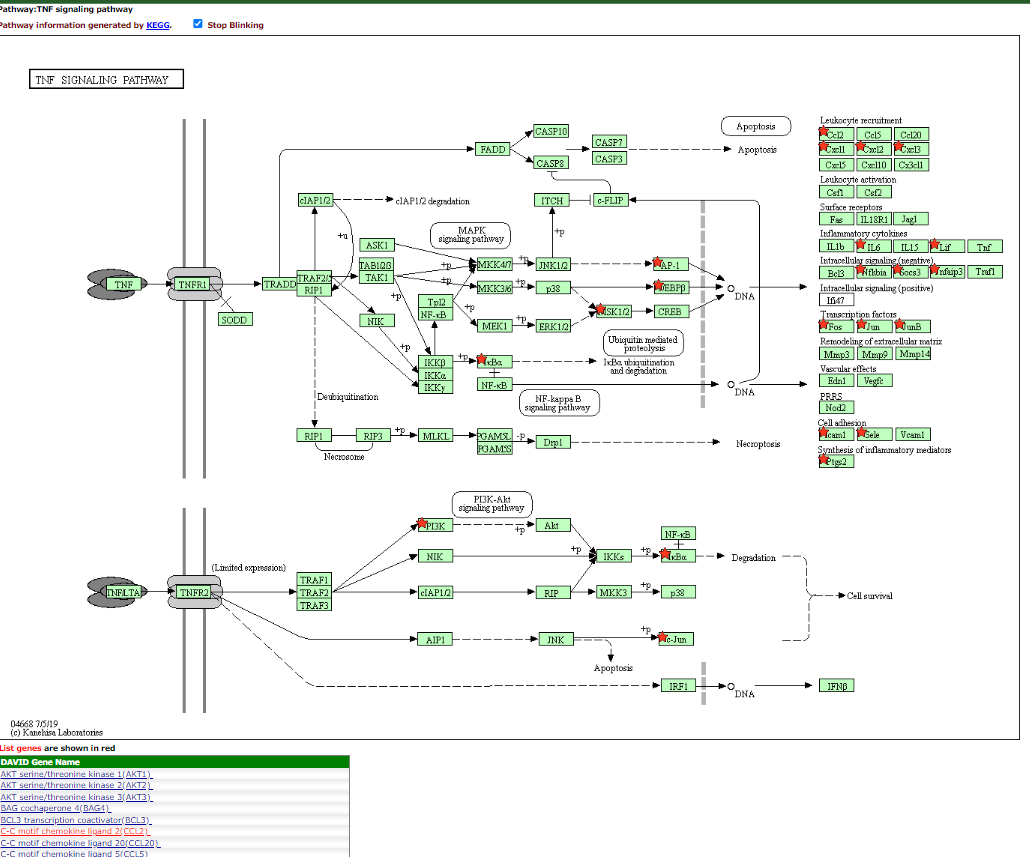 Pathway:TNF signaling pathway
Pathway information generated by KEGG. Stop Blinking
TNF SIGNALING PATHWAY
TNF
TNFR1
SODD
TRADD
TRAF2/5
RIP1
cIAP1/2
cIAP1/2 degradation
+u
FADD
CASP10
CASP8
CASP7
CASP3
Apoptosis
Apoptosis
ITCH
c-FLIP
+p
MAPK
signaling pathway
ASK1
TAB1/2/3
TAK1
NIK
+p
+p
Tpl2
NF-κB
MKK4/7
+p
JNK1/2
AP-1
MKK3/6
+p
p38
MEK1
+p
ERK1/2
CREB
DNA
IKKβ
IKKα
IKKγ
+p
IκBα
NF-κB
Ubiquitin mediated
proteolysis
IκBα ubiquitination
and degradation
DNA
NF-kappa B
signaling pathway
Deubiquitination
RIP1
RIP3
+p
MLKL
PGAM5L
PGAM5S
-p
Drp1
Necroptosis
Necrosome
Leukocyte recruitment
Ccl2
Ccl5
Ccl20
Cxcl1
Cxcl2
Cxcl3
Cxcl5
Cxcl10
Cx3cl1
Leukocyte activation
Csf1
Csf2
Surface receptors
Fas
IL18R1
Jag1
Inflammatory cytokines
IL1b
IL6
IL15
Lif
Tnf
Intracellular signaling (negative)
Bcl3
Nfkbia
Socs3
Tnfaip3
Traf1
Intracellular signaling (positive)
Ifi47
Transcription factors
Fos
Jun
JunB
Remodeling of extracellular matrix
Mmp3
Mmp9
Mmp14
Vascular effects
Edn1
Vegfc
PRRS
Nod2
Cell adhesion
Icam1
Sele
Vcam1
Synthesis of inflammatory mediators
Ptgs2
PI3K-Akt
signaling pathway
TNF/LTA
TNFR2
(Limited expression)
TRAF1
TRAF2
TRAF3
PI3K
+p
Akt
NIK
+p
IKKs
+p
NF-κB
IκBα
Degradation
cIAP1/2
RIP
MKK3
p38
Cell survival
AIP1
JNK
+p
c-Jun
Apoptosis
IRF1
DNA
IFNβ
04668 7/5/19
(c) Kanehisa Laboratories
List genes are shown in red
DAVID Gene Name
AKT serine/threonine kinase 1(AKT1)
AKT serine/threonine kinase 2(AKT2)
AKT serine/threonine kinase 3(AKT3)
BAG cochaperone 4(BAG4)
BCL3 transcription coactivator(BCL3)
C-C motif chemokine ligand 2(CCL2)
C-C motif chemokine ligand 20(CCL20)
C-C motif chemokine ligand 5(CCL5)